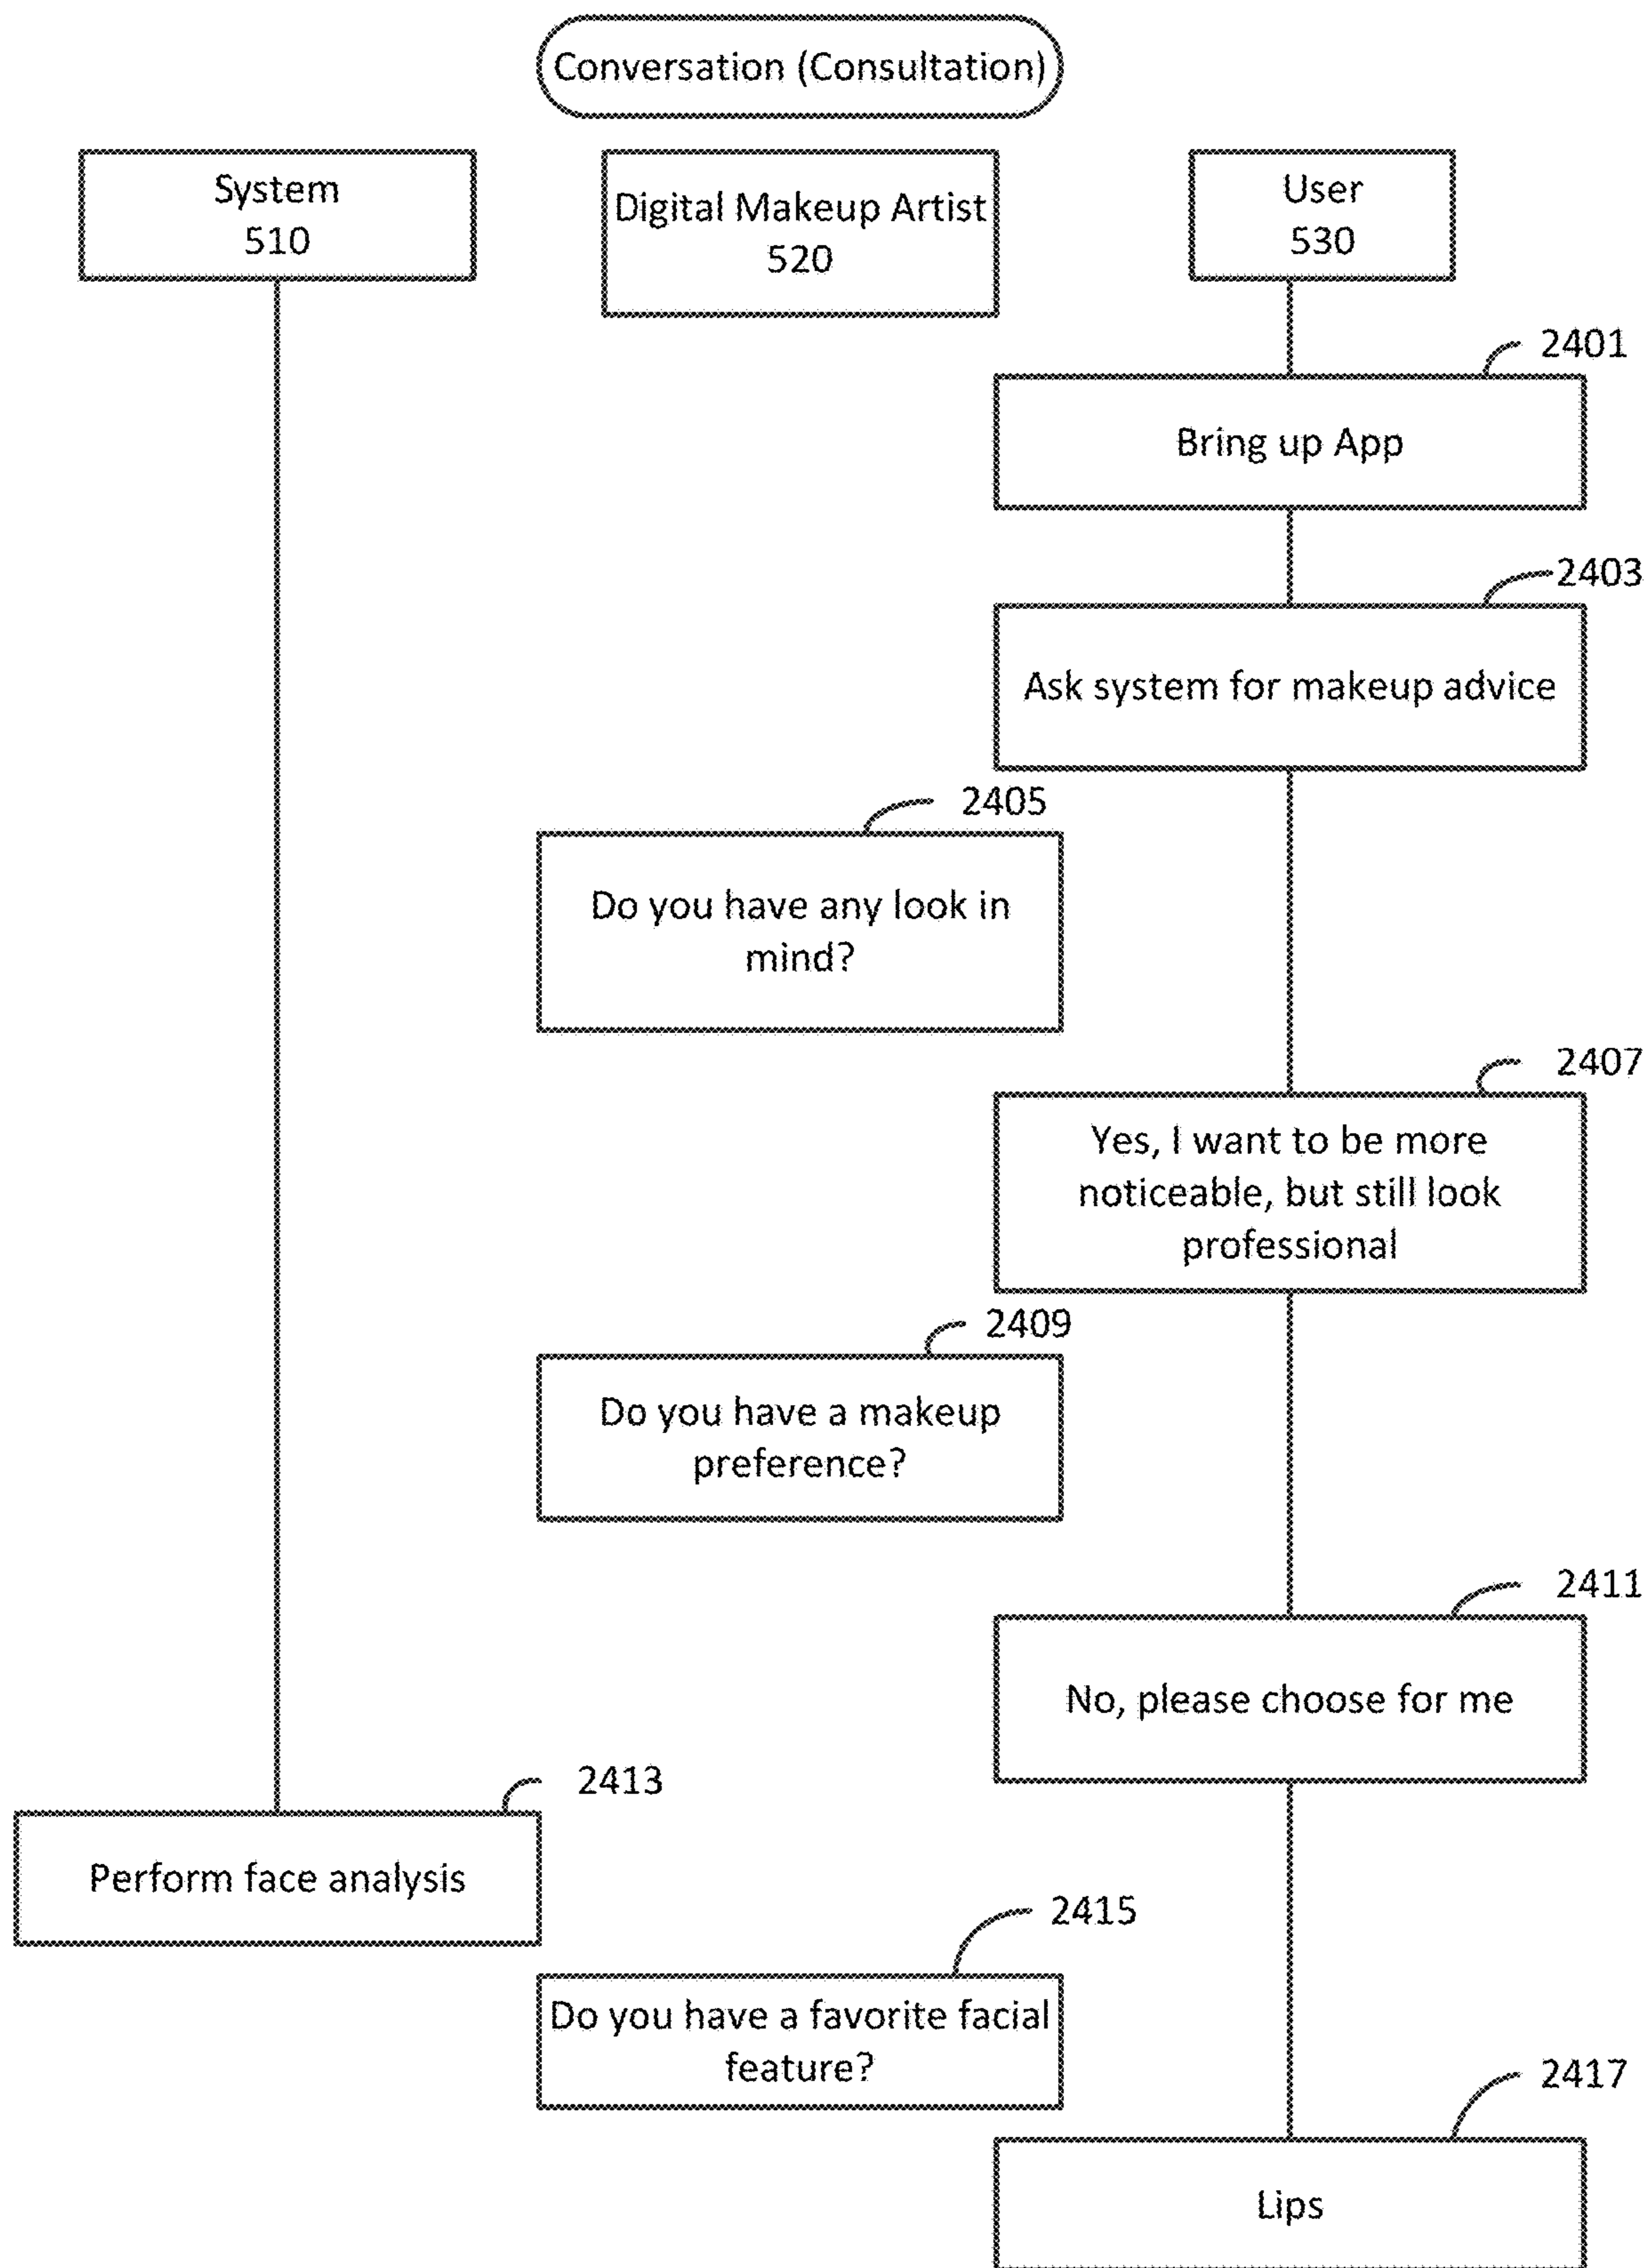 Conversation (Consultation)
System
510
Digital Makeup Artist
520
User
530
2401
Bring up App
2403
Ask system for makeup advice
2405
Do you have any look in
mind?
2407
Yes, I want to be more
noticeable, but still look
professional
2409
Do you have a makeup
preference?
2411
No, please choose for me
2413
Perform face analysis
2415
Do you have a favorite facial
feature?
2417
Lips